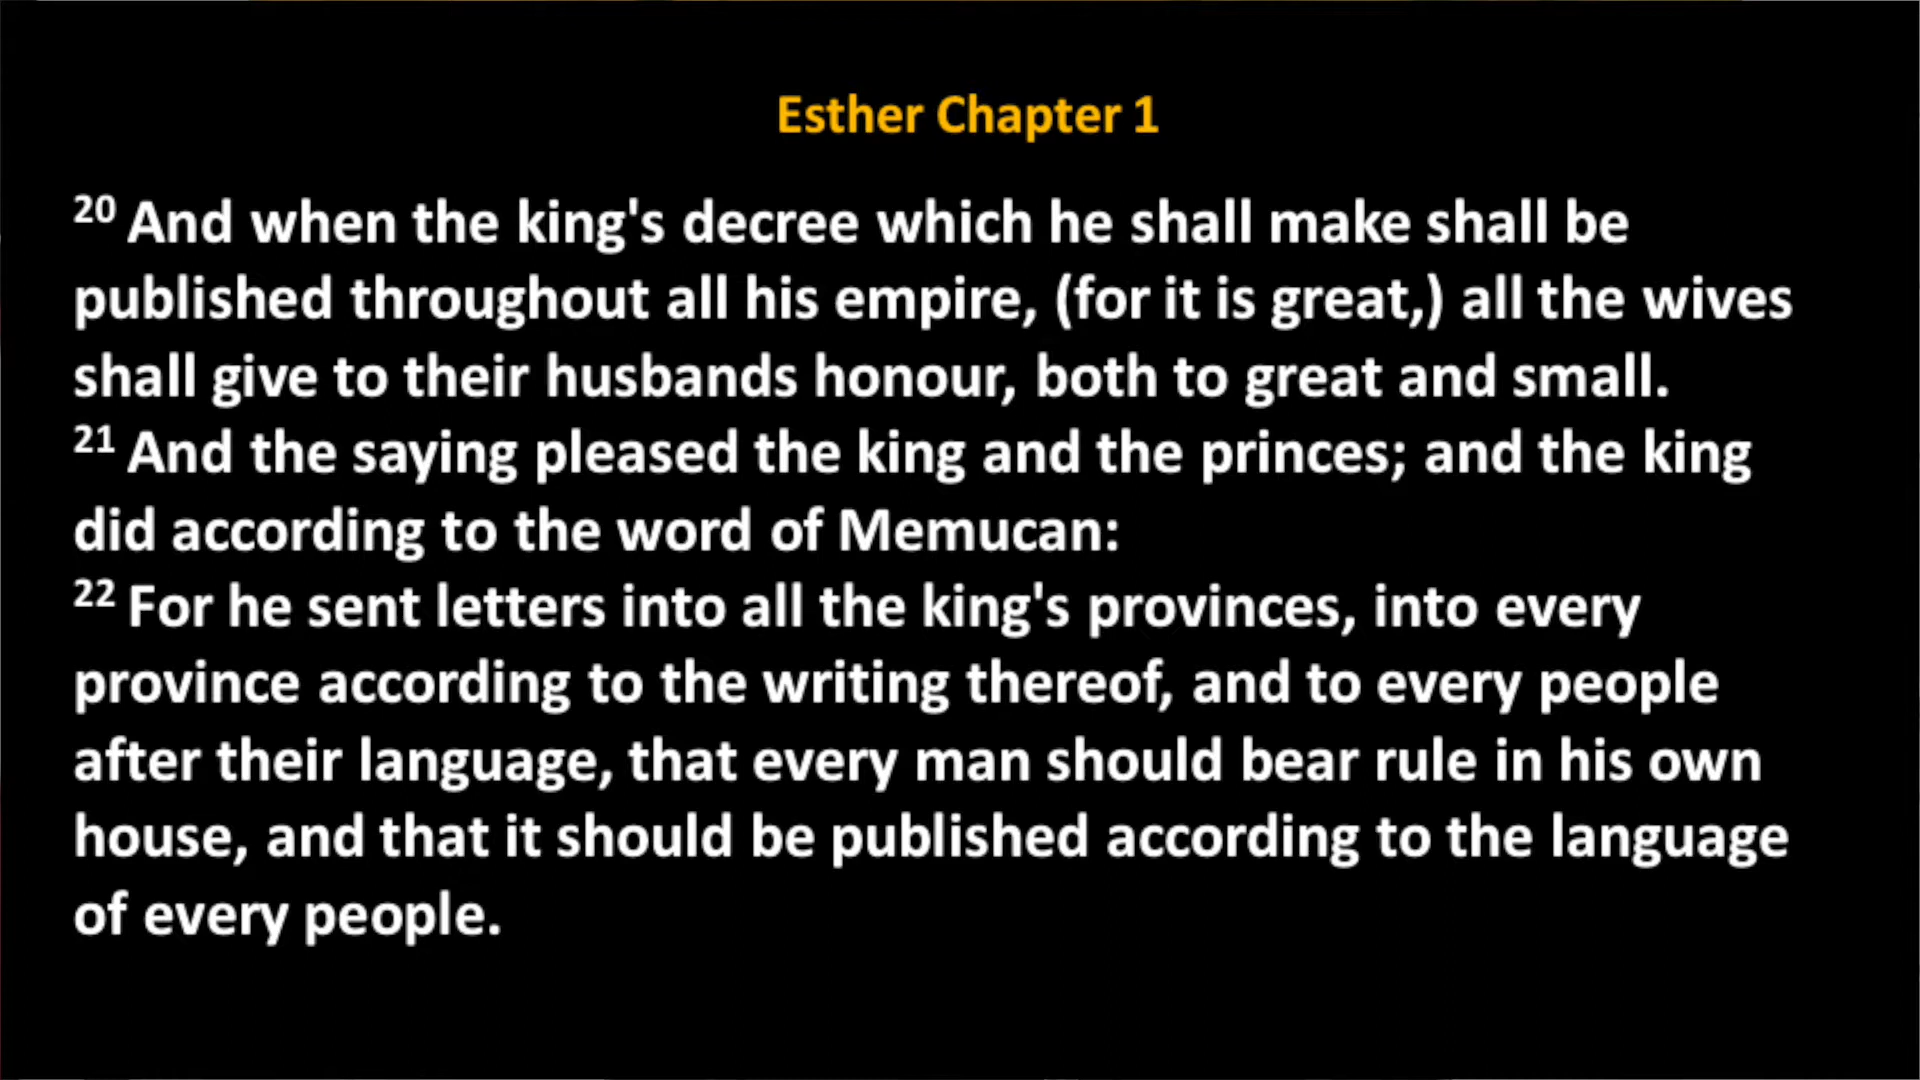 Esther Chapter 1
20 And when the king's decree which he shall make shall be
published throughout all his empire, (for it is great,) all the wives
shall give to their husbands honour, both to great and small.
21 And the saying pleased the king and the princes; and the king
did according to the word of Memucan:
22 For he sent letters into all the king's provinces, into every
province according to the writing thereof, and to every people
after their language, that every man should bear rule in his own
house, and that it should be published according to the language
of every people.